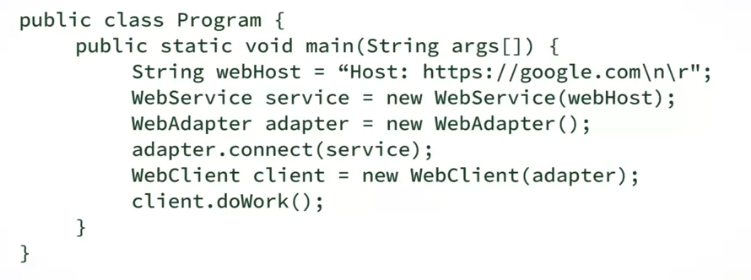 public class Program {
public static void main(String args[]) {
String webHost = “Host: https://google.com\n\r";
WebService service = new WebService(webHost);
WebAdapter adapter = new WebAdapter();
adapter.connect(service);
WebClient client = new WebClient(adapter);
client.doWork();
}
}